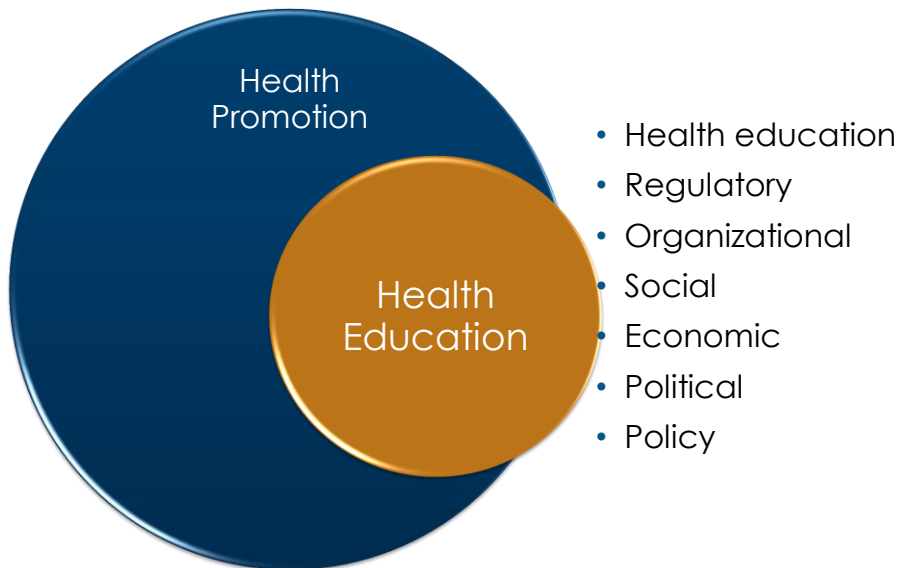 Health
Promotion
Health
Education
• Health education
• Regulatory
• Organizational
• Social
• Economic
• Political
• Policy